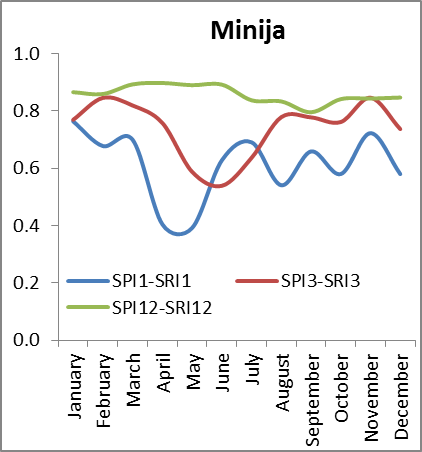 Minija
1.0
0.8
0.6
0.4
0.2
0.0
SPI1-SRI1 SPI3-SRI3
SPI12-SRI12
January February March April May June July August September October November December